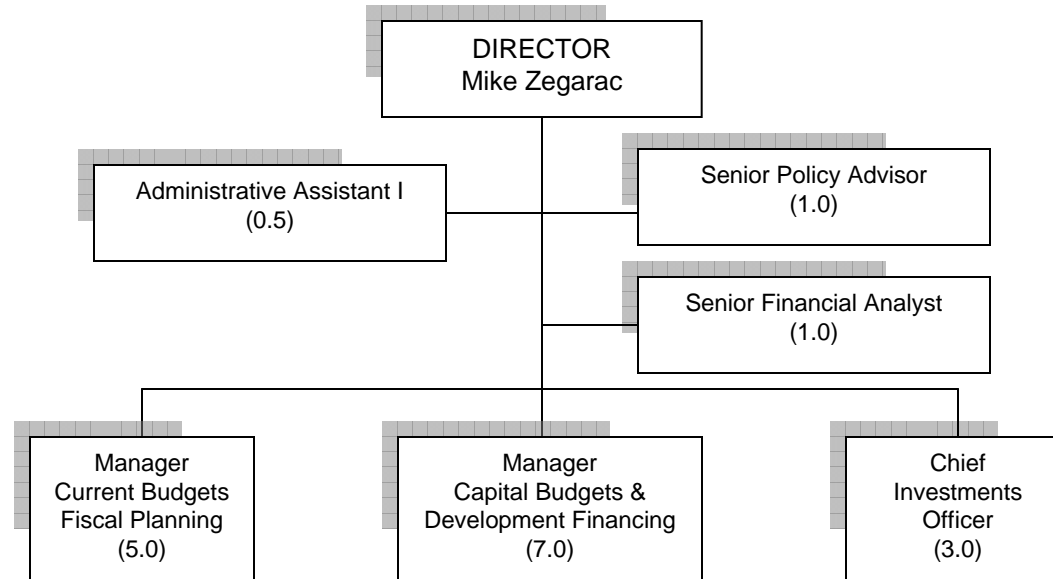 DIRECTOR
Mike Zegarac
Administrative Assistant I
(0.5)
Senior Policy Advisor
(1.0)
Senior Financial Analyst
(1.0)
Manager
Current Budgets
Fiscal Planning
(5.0)
Manager
Capital Budgets &
Development Financing
(7.0)
Chief
Investments
Officer
(3.0)